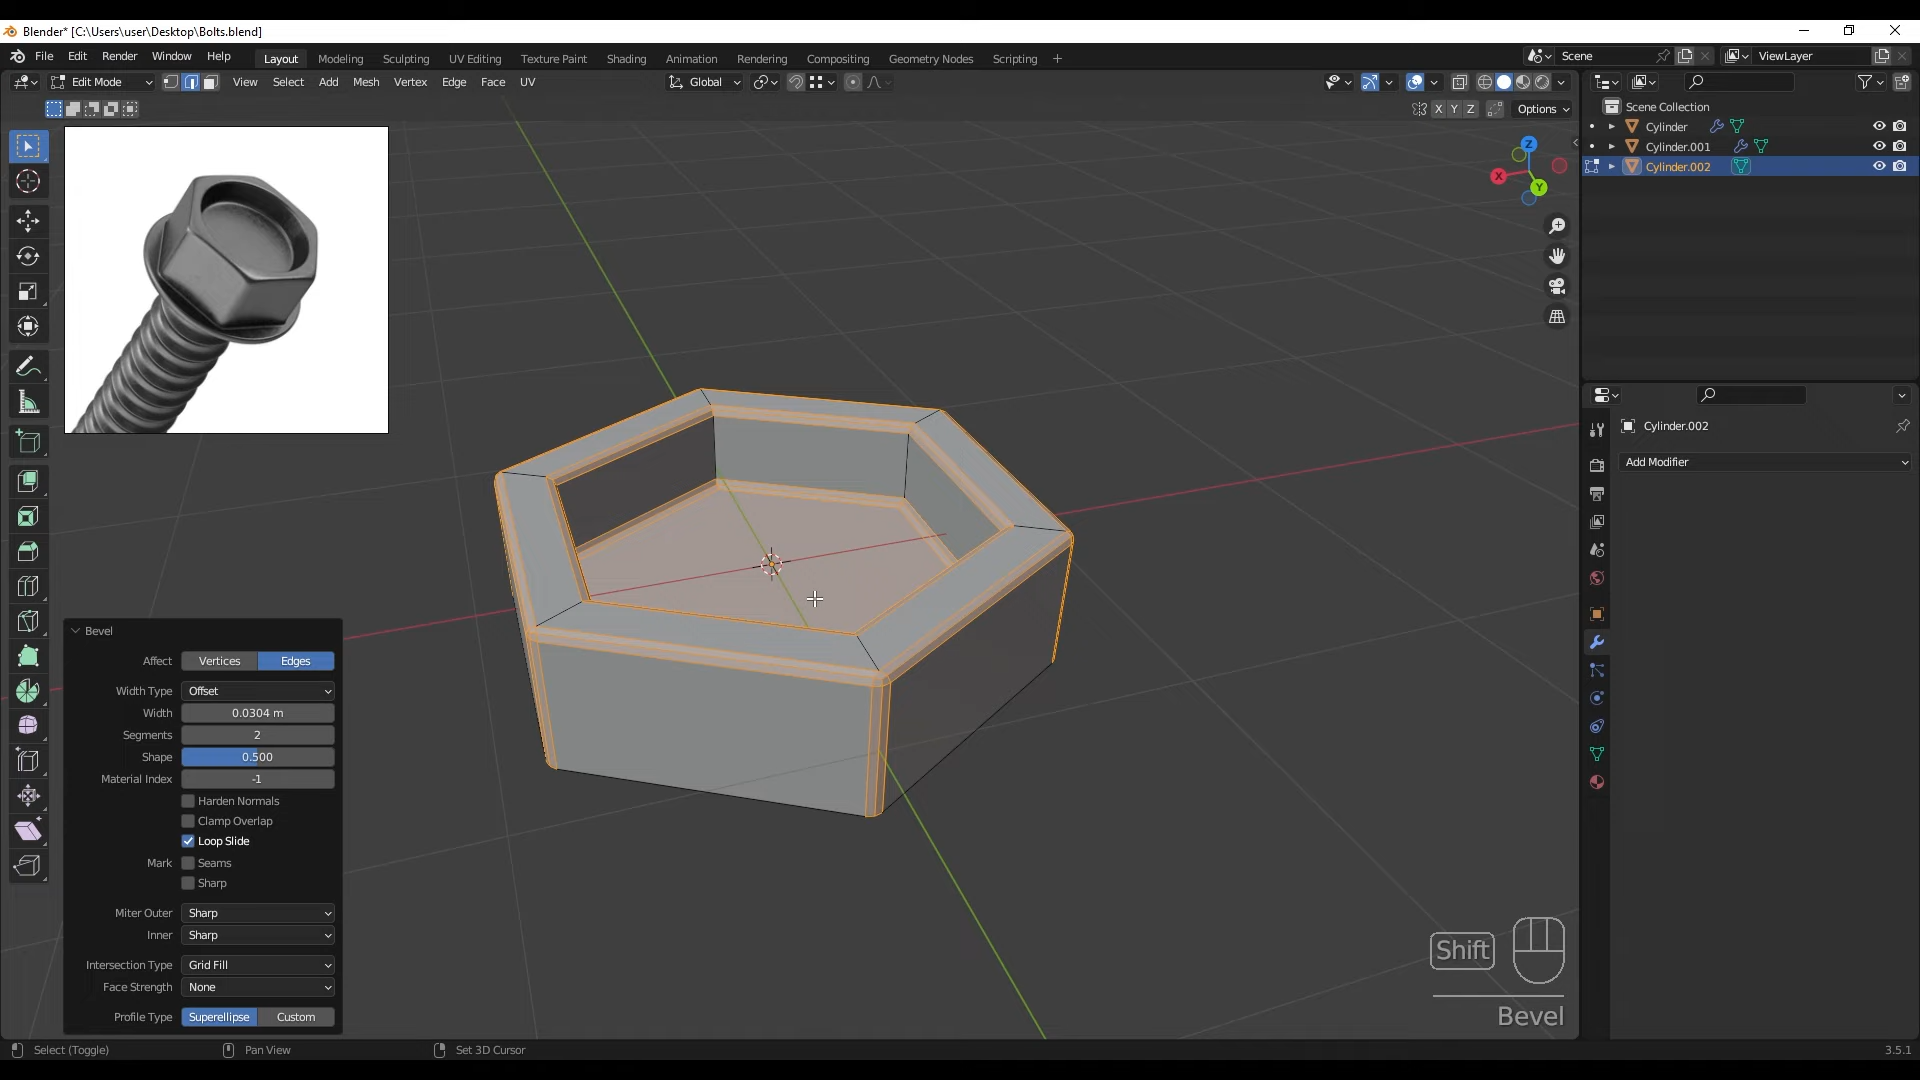 Blender* [C:\Users\user\Desktop\Bolts.blend]
File Edit Render Window Help Layout Modeling Sculpting UV Editing Texture Paint Shading Animation Rendering Compositing Geometry Nodes Scripting + Scene ViewLayer
Edit Mode View Select Add Mesh Vertex Edge Face UV Global
X Y Z Options
Scene Collection
Cylinder
Cylinder.001
Cylinder.002
Z
X
Y
Cylinder.002
Add Modifier
Bevel
Affect Vertices Edges
Width Type Offset
Width 0.0304 m
Segments 2
Shape 0.500
Material Index -1
Harden Normals
Clamp Overlap
Loop Slide
Mark Seams
Sharp
Miter Outer Sharp
Inner Sharp
Intersection Type Grid Fill
Face Strength None
Profile Type Superellipse Custom
Shift
Bevel
Select (Toggle) Pan View Set 3D Cursor 3.5.1